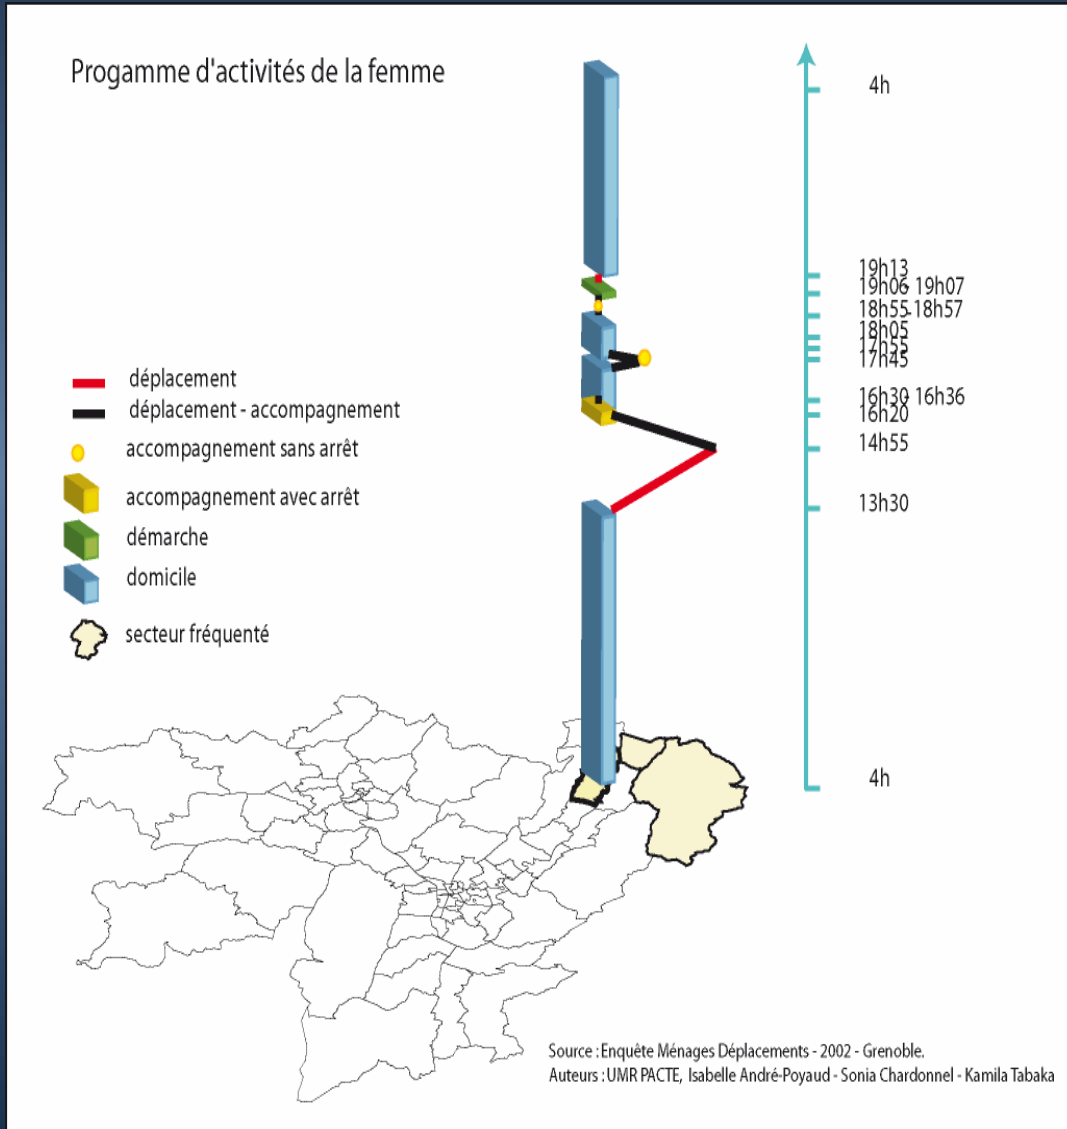 Progamme d'activités de la femme
4h
19h13
19h06 - 19h07
18h55-18h57
18h05
17h55
17h45
16h30- 16h36
16h20
14h55
13h30
4h
déplacement
déplacement - accompagnement
accompagnement sans arrêt
accompagnement avec arrêt
démarche
domicile
secteur fréquenté
Source : Enquête Ménages Déplacements - 2002 - Grenoble.
Auteurs : UMR PACTE, Isabelle André-Poyaud - Sonia Chardonnel - Kamila Tabaka